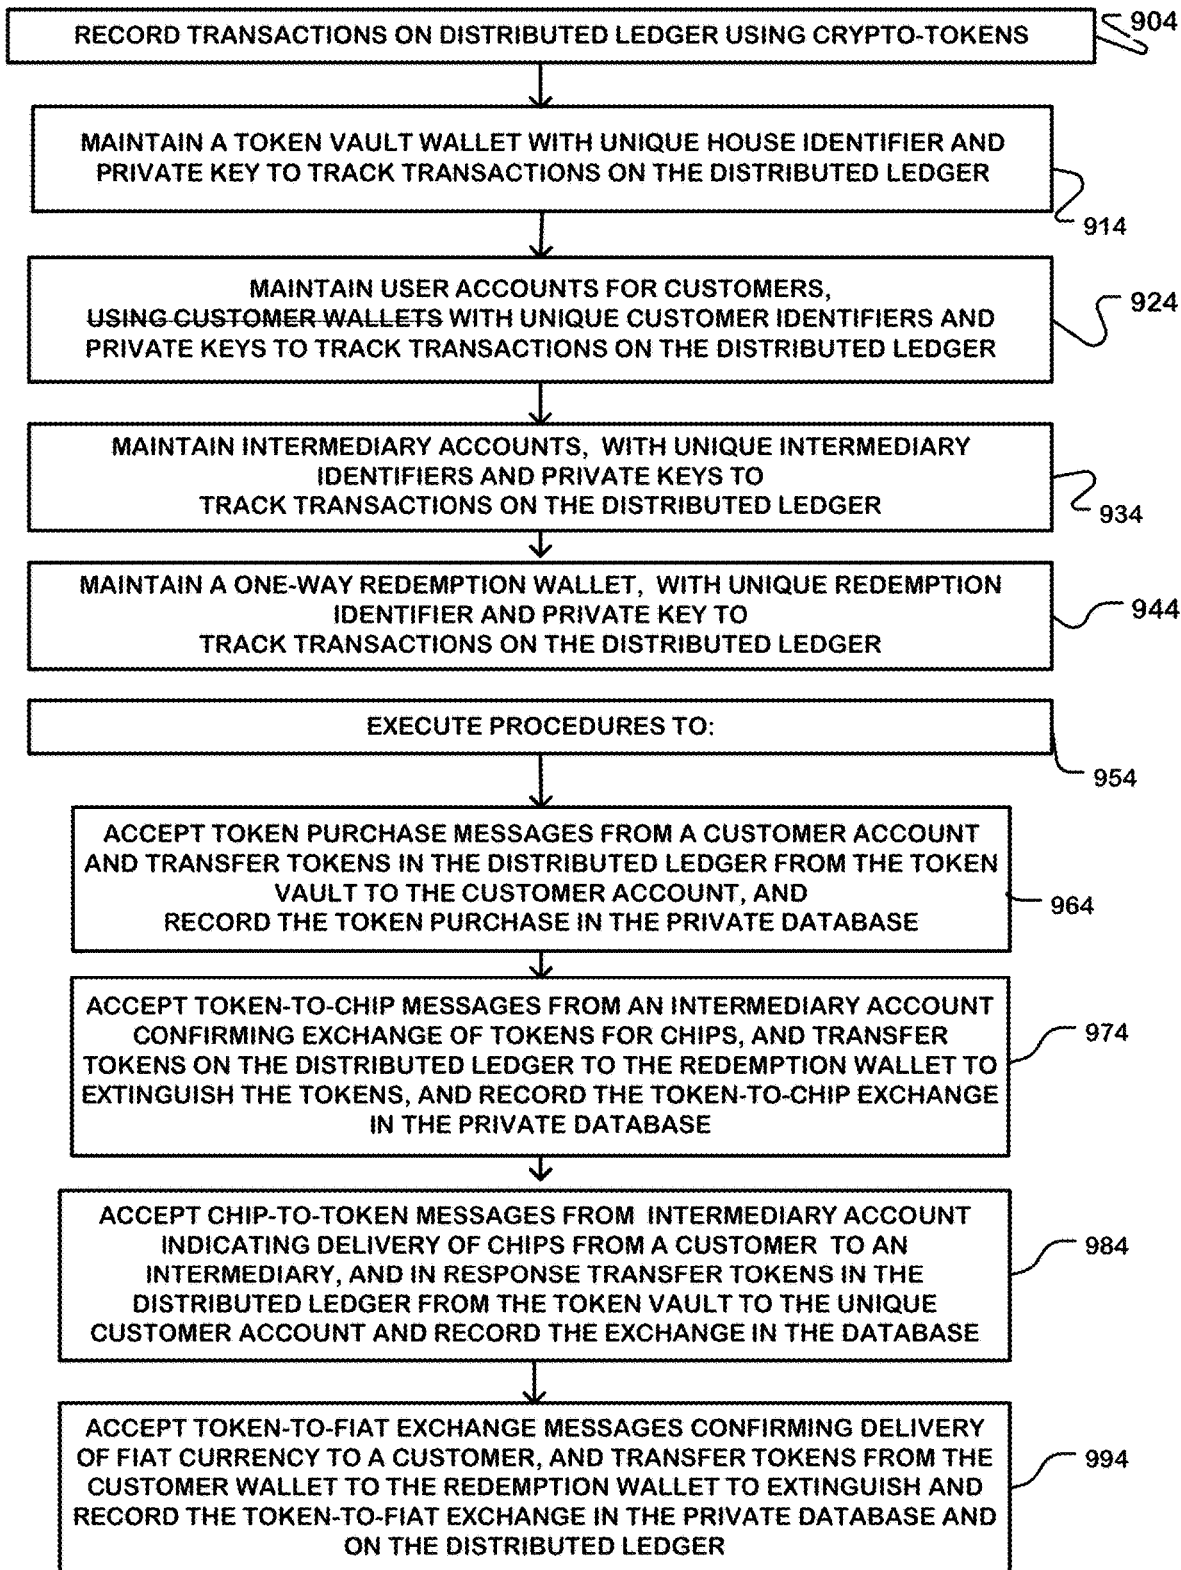 RECORD TRANSACTIONS ON DISTRIBUTED LEDGER USING CRYPTO-TOKENS
904
MAINTAIN A TOKEN VAULT WALLET WITH UNIQUE HOUSE IDENTIFIER AND
PRIVATE KEY TO TRACK TRANSACTIONS ON THE DISTRIBUTED LEDGER
914
MAINTAIN USER ACCOUNTS FOR CUSTOMERS,
USING CUSTOMER WALLETS WITH UNIQUE CUSTOMER IDENTIFIERS AND
PRIVATE KEYS TO TRACK TRANSACTIONS ON THE DISTRIBUTED LEDGER
924
MAINTAIN INTERMEDIARY ACCOUNTS, WITH UNIQUE INTERMEDIARY
IDENTIFIERS AND PRIVATE KEYS TO
TRACK TRANSACTIONS ON THE DISTRIBUTED LEDGER
934
MAINTAIN A ONE-WAY REDEMPTION WALLET, WITH UNIQUE REDEMPTION
IDENTIFIER AND PRIVATE KEY TO
TRACK TRANSACTIONS ON THE DISTRIBUTED LEDGER
944
EXECUTE PROCEDURES TO:
954
ACCEPT TOKEN PURCHASE MESSAGES FROM A CUSTOMER ACCOUNT
AND TRANSFER TOKENS IN THE DISTRIBUTED LEDGER FROM THE TOKEN
VAULT TO THE CUSTOMER ACCOUNT, AND
RECORD THE TOKEN PURCHASE IN THE PRIVATE DATABASE
964
ACCEPT TOKEN-TO-CHIP MESSAGES FROM AN INTERMEDIARY ACCOUNT
CONFIRMING EXCHANGE OF TOKENS FOR CHIPS, AND TRANSFER
TOKENS ON THE DISTRIBUTED LEDGER TO THE REDEMPTION WALLET TO
EXTINGUISH THE TOKENS, AND RECORD THE TOKEN-TO-CHIP EXCHANGE
IN THE PRIVATE DATABASE
974
ACCEPT CHIP-TO-TOKEN MESSAGES FROM INTERMEDIARY ACCOUNT
INDICATING DELIVERY OF CHIPS FROM A CUSTOMER TO AN
INTERMEDIARY, AND IN RESPONSE TRANSFER TOKENS IN THE
DISTRIBUTED LEDGER FROM THE TOKEN VAULT TO THE UNIQUE
CUSTOMER ACCOUNT AND RECORD THE EXCHANGE IN THE DATABASE
984
ACCEPT TOKEN-TO-FIAT EXCHANGE MESSAGES CONFIRMING DELIVERY
OF FIAT CURRENCY TO A CUSTOMER, AND TRANSFER TOKENS FROM THE
CUSTOMER WALLET TO THE REDEMPTION WALLET TO EXTINGUISH AND
RECORD THE TOKEN-TO-FIAT EXCHANGE IN THE PRIVATE DATABASE AND
ON THE DISTRIBUTED LEDGER
994